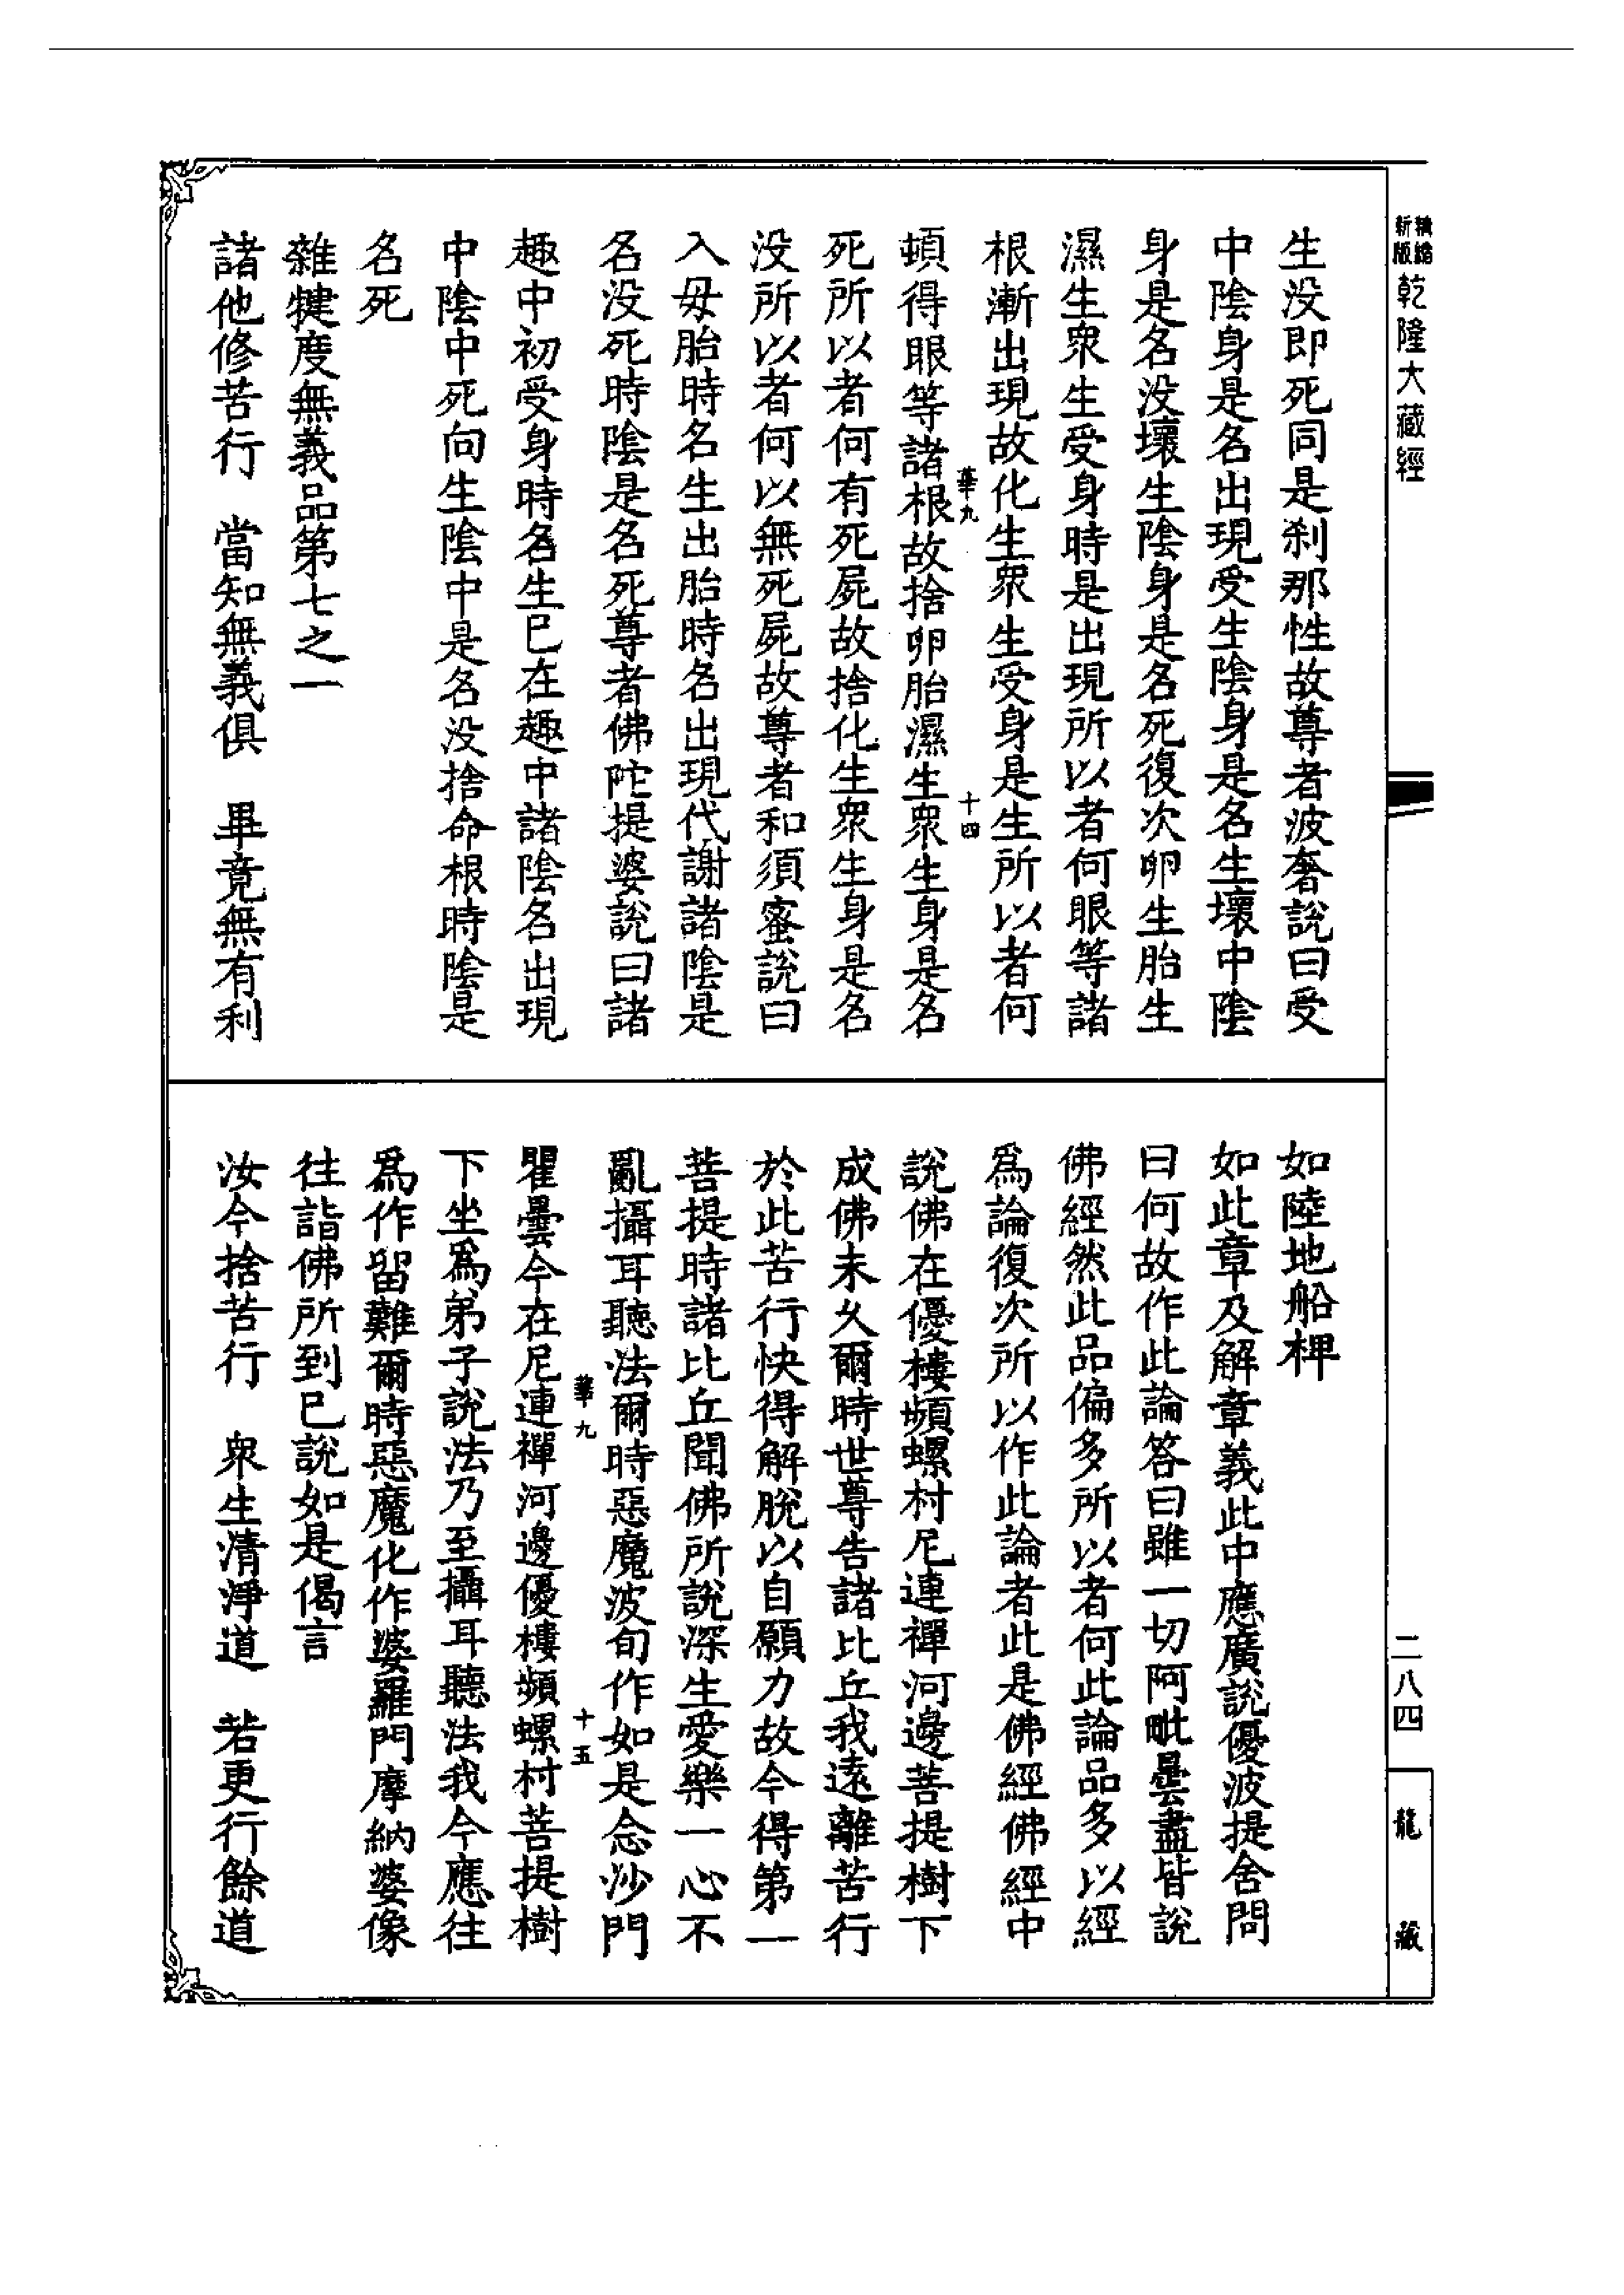 新版
乾隆大藏經
生没即死同是刹那性故尊者波奢說曰受
中陰身是名出現受生陰身是名生壞中陰
身是名没壞生陰身是名死復次卵生胎生
濕生衆生受身時是出現所以者何眼等諸
根漸出現故化生衆生受身是生所以者何
華九
十四
頓得眼等諸根故捨卵胎濕生衆生身是名
死所以者何有死屍故捨化生衆生身是名
没所以者何以無死屍故尊者和須蜜說曰
入母胎時名生出胎時名出現代謝諸陰是
名没死時陰是名死尊者佛陀提婆說曰諸
趣中初受身時名生已在趣中諸陰名出現
中陰中死向生陰中是名没捨命根時陰是
名死
雜犍度無義品第七之一
諸他修苦行 當知無義俱 畢竟無有利
如陸地船椑
如此章及解章義此中應廣說優波提舍問
曰何故作此論答曰雖一切阿毗曇盡皆說
佛經然此品偏多所以者何此論品多以經
爲論復次所以作此論者此是佛經佛經中
說佛在優樓頻螺村尼連禪河邊菩提樹下
成佛未久爾時世尊告諸比丘我遠離苦行
於此苦行快得解脫以自願力故今得第一
菩提時諸比丘聞佛所說深生愛樂一心不
亂攝耳聽法爾時惡魔波旬作如是念沙門
華九
十五
瞿曇今在尼連禪河邊優樓頻螺村菩提樹
下坐爲弟子說法乃至攝耳聽法我今應往
爲作留難爾時惡魔化作婆羅門摩納婆像
往詣佛所到已說如是偈言
汝今捨苦行 衆生清淨道 若更行餘道
二八四
龍藏